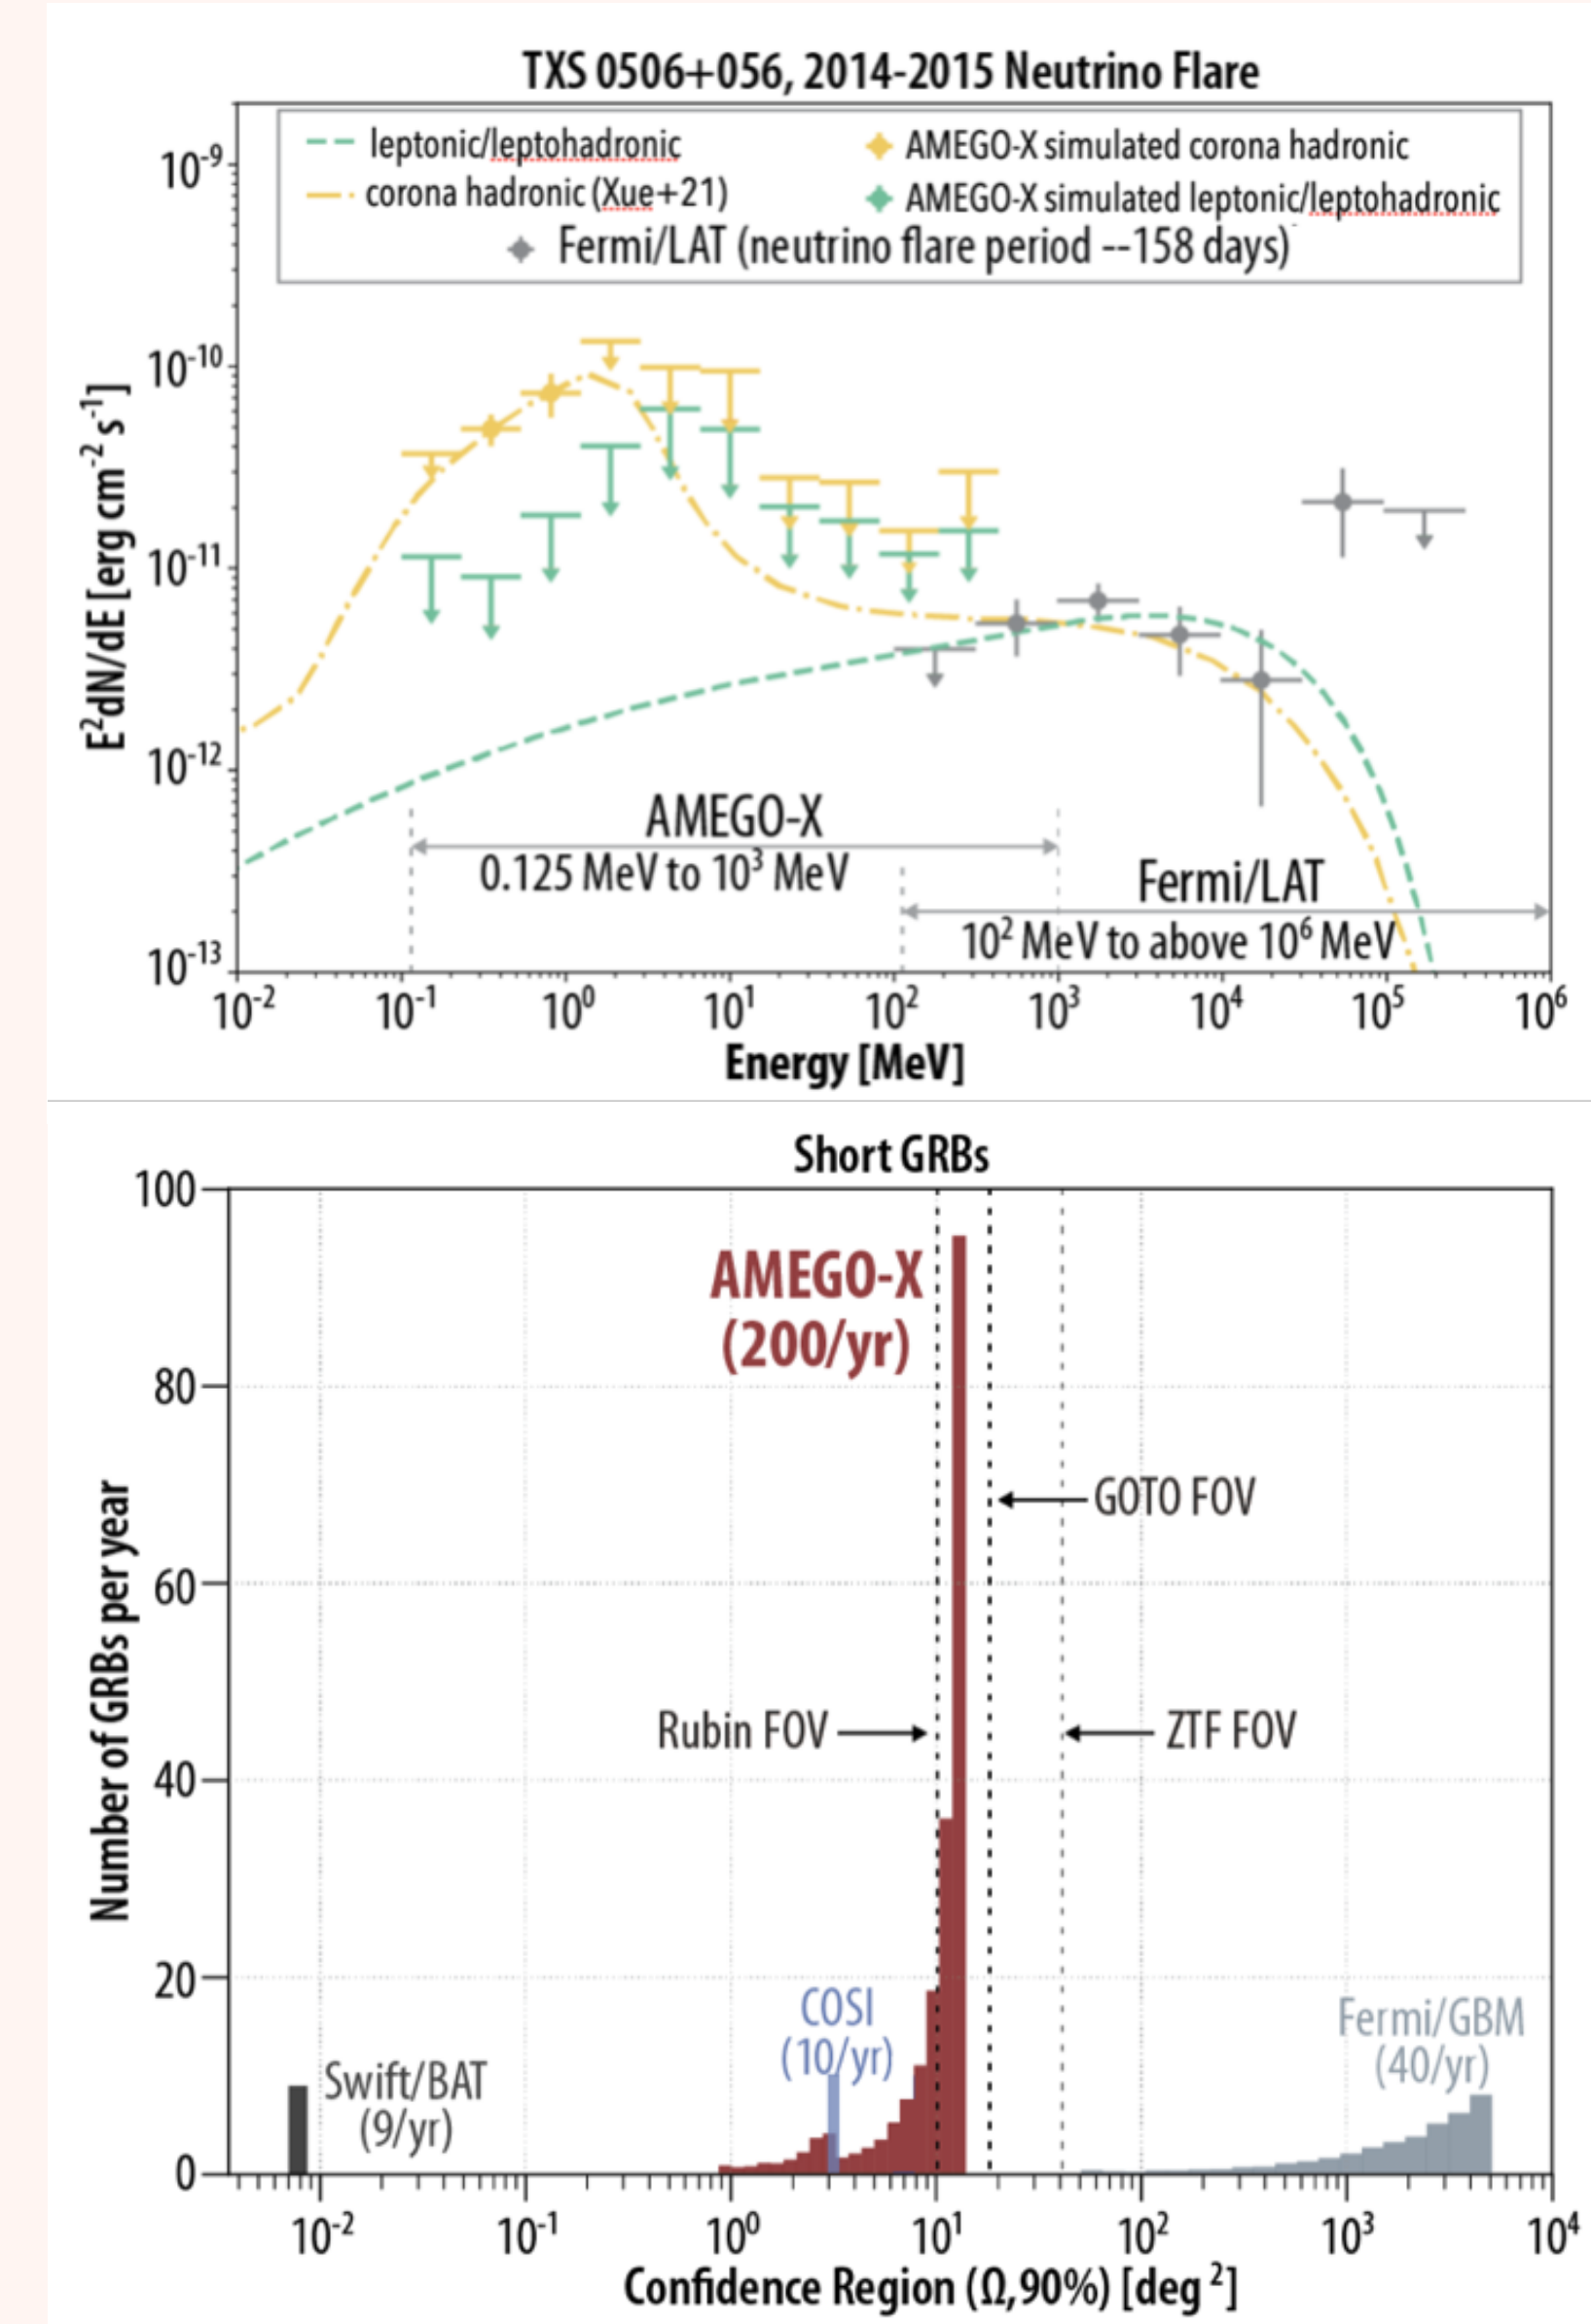 TXS 0506+056, 2014-2015 Neutrino Flare
leptonic/leptohadronic
corona hadronic (Xue+21)
AMEGO-X simulated corona hadronic
AMEGO-X simulated leptonic/leptohadronic
Fermi/LAT (neutrino flare period --158 days)
E²dN/dE [erg cm⁻² s⁻¹]
10⁻⁹
10⁻¹⁰
10⁻¹¹
10⁻¹²
10⁻¹³
AMEGO-X
0.125 MeV to 10³ MeV
Fermi/LAT
10² MeV to above 10⁶ MeV
10⁻² 10⁻¹ 10⁰ 10¹ 10² 10³ 10⁴ 10⁵ 10⁶
Energy [MeV]
Short GRBs
Number of GRBs per year
100
80
60
40
20
0
AMEGO-X
(200/yr)
GOTO FOV
Rubin FOV
ZTF FOV
COSI
(10/yr)
Swift/BAT
(9/yr)
Fermi/GBM
(40/yr)
10⁻² 10⁻¹ 10⁰ 10¹ 10² 10³ 10⁴
Confidence Region (Ω,90%) [deg ²]